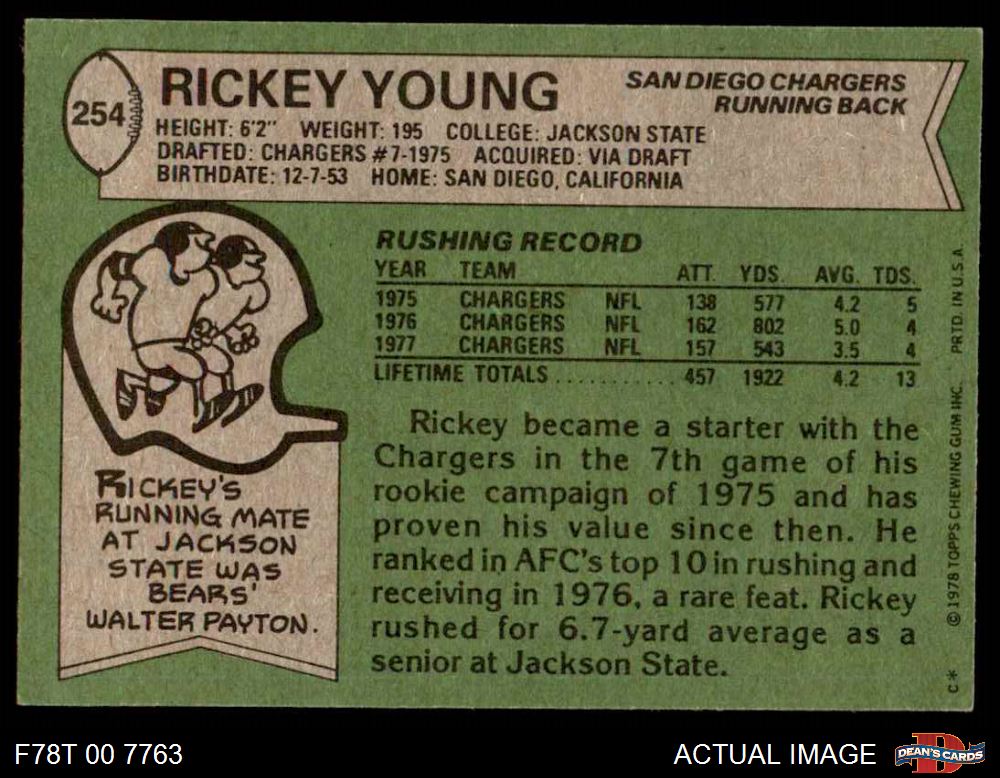 254
RICKEY YOUNG
SAN DIEGO CHARGERS
RUNNING BACK
HEIGHT: 6'2" WEIGHT: 195 COLLEGE: JACKSON STATE
DRAFTED: CHARGERS #7-1975 ACQUIRED: VIA DRAFT
BIRTHDATE: 12-7-53 HOME: SAN DIEGO, CALIFORNIA
RUSHING RECORD
YEAR TEAM ATT. YDS. AVG. TDS.
1975 CHARGERS NFL 138 577 4.2 5
1976 CHARGERS NFL 162 802 5.0 4
1977 CHARGERS NFL 157 543 3.5 4
LIFETIME TOTALS ........... 457 1922 4.2 13
Rickey became a starter with the
Chargers in the 7th game of his
rookie campaign of 1975 and has
proven his value since then. He
ranked in AFC's top 10 in rushing and
receiving in 1976, a rare feat. Rickey
rushed for 6.7-yard average as a
senior at Jackson State.
RICKEY'S
RUNNING MATE
AT JACKSON
STATE WAS
BEARS'
WALTER PAYTON.
C* © 1978 TOPPS CHEWING GUM INC. PRTD. IN U.S.A.
F78T 00 7763
ACTUAL IMAGE
D
DEAN'S CARDS